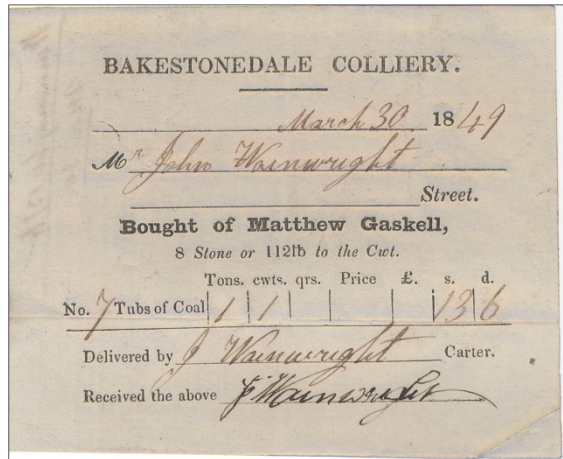 BAKESTONEDALE COLLIERY.
March 30 1849
Mr John Wainwright
Street.
Bought of Matthew Gaskell,
8 Stone or 112lb to the Cwt.
Tons. cwts. qrs. Price £. s. d.
No. 7 Tubs of Coal 1 1 13 6
Delivered by J Wainwright Carter.
Received the above J Wainwright